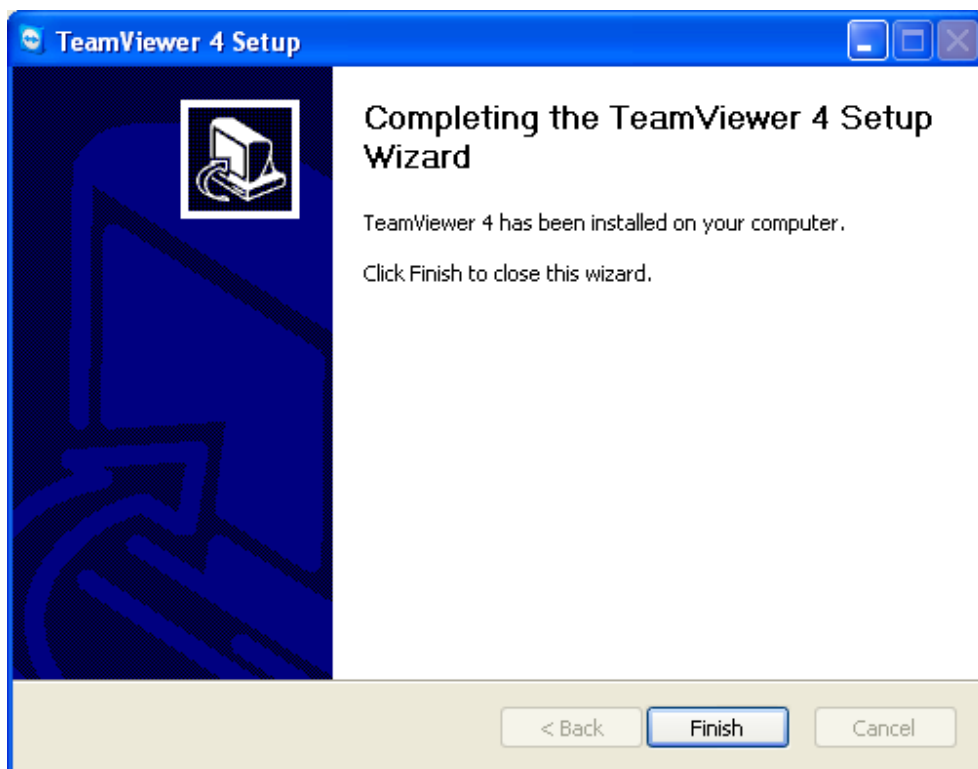 TeamViewer 4 Setup
Completing the TeamViewer 4 Setup
Wizard
TeamViewer 4 has been installed on your computer.
Click Finish to close this wizard.
< Back
Finish
Cancel